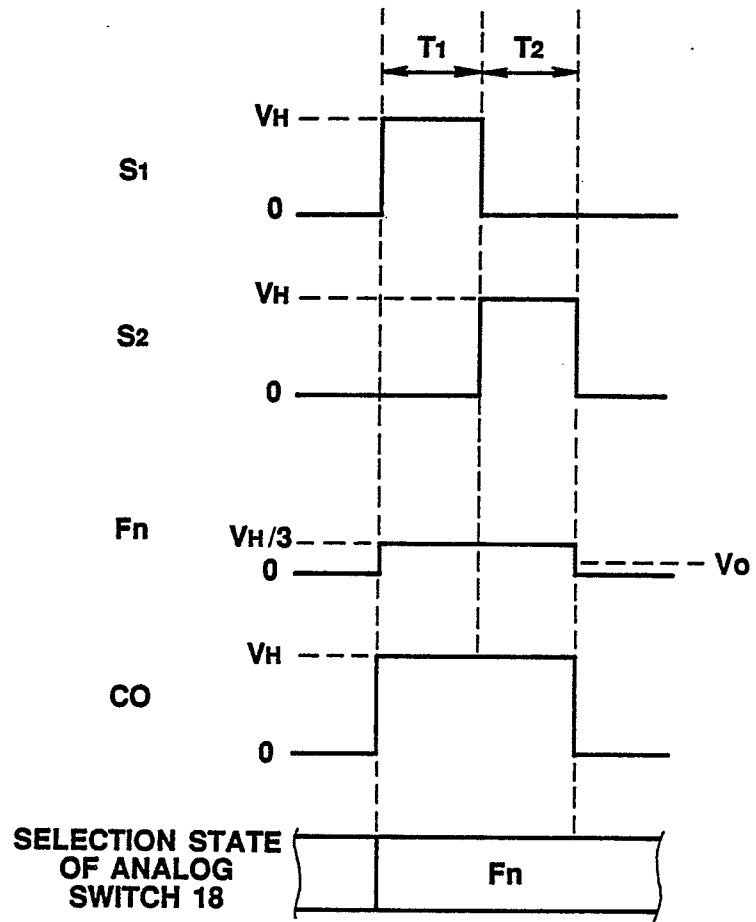 T1 T2
VH
S1
0
VH
S2
0
Fn
VH/3
0
Vo
VH
CO
0
SELECTION STATE
OF ANALOG
SWITCH 18
Fn